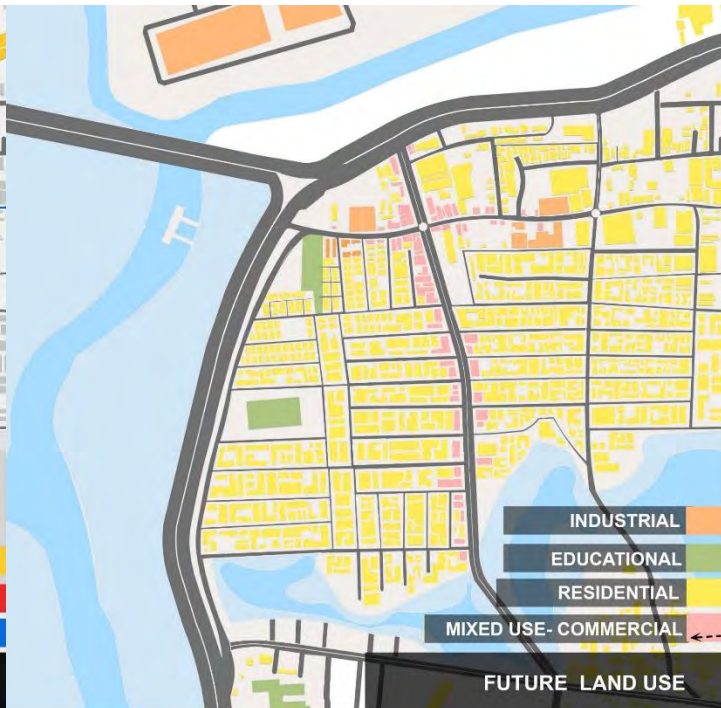 INDUSTRIAL
EDUCATIONAL
RESIDENTIAL
MIXED USE- COMMERCIAL
FUTURE LAND USE